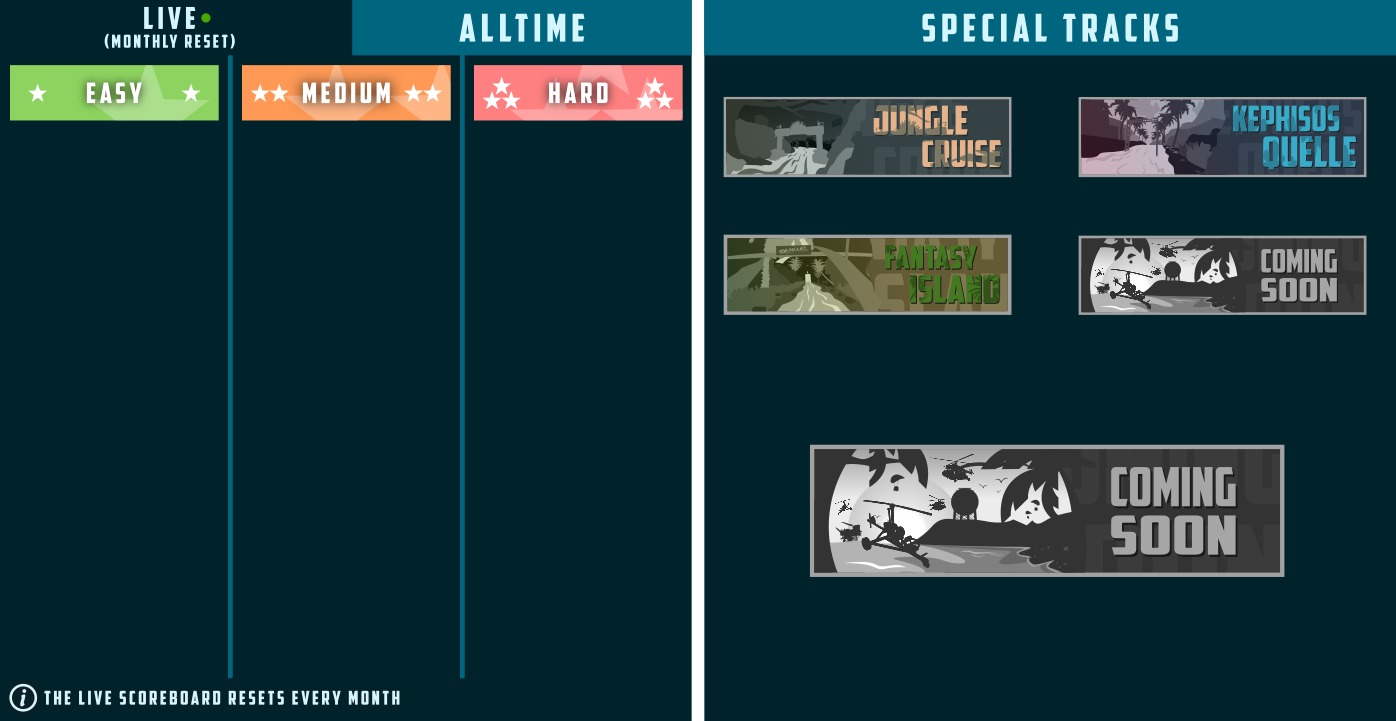 LIVE
(MONTHLY RESET)
ALLTIME
EASY
MEDIUM
HARD
THE LIVE SCOREBOARD RESETS EVERY MONTH
SPECIAL TRACKS
JUNGLE
CRUISE
KEPHISOS
QUELLE
FANTASY
ISLAND
COMING
SOON
COMING
SOON